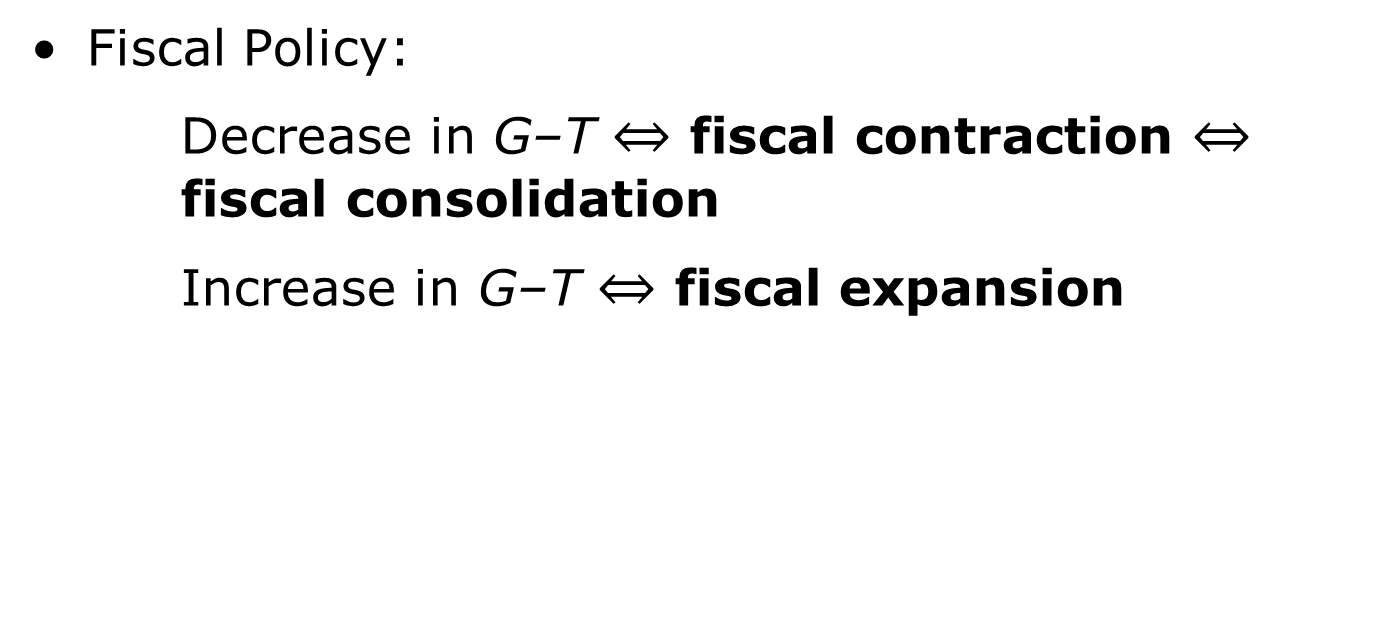 • Fiscal Policy:
Decrease in G–T ⇔ fiscal contraction ⇔
fiscal consolidation
Increase in G–T ⇔ fiscal expansion